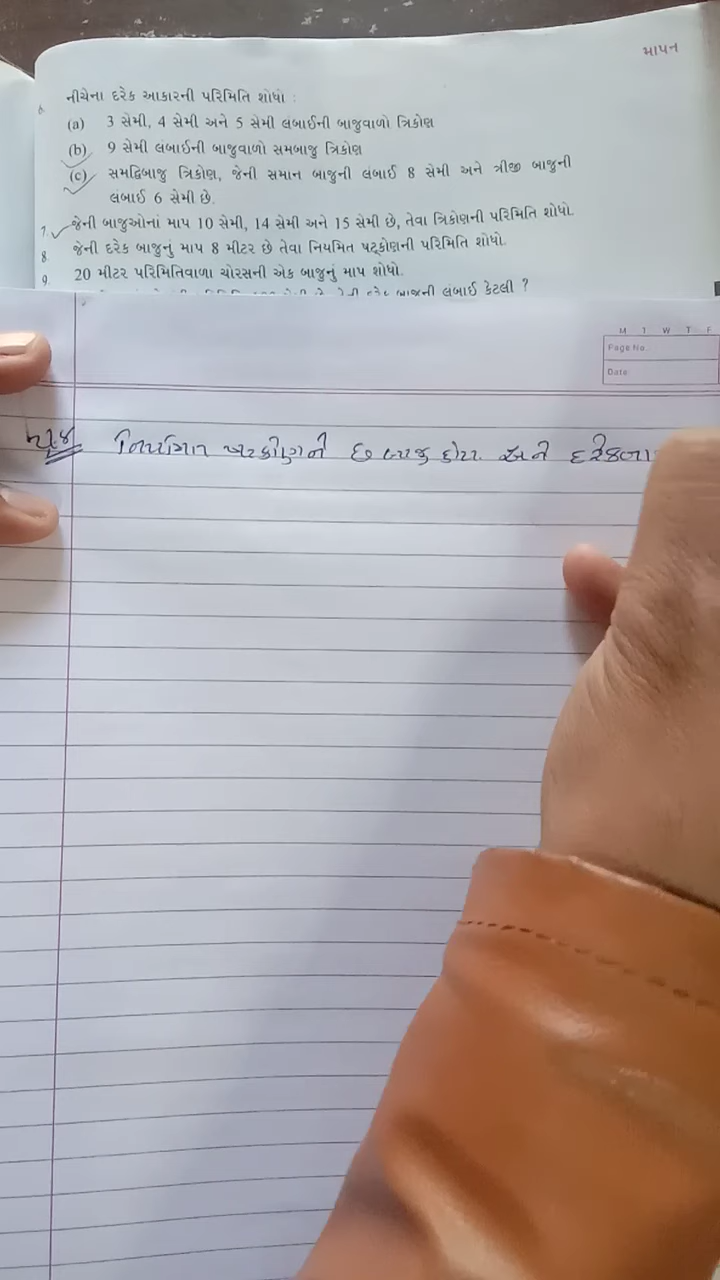 માપન
6. નીચેના દરેક આકારની પરિમિતિ શોધો :
(a) 3 સેમી, 4 સેમી અને 5 સેમી લંબાઈની બાજુવાળો ત્રિકોણ
(b) 9 સેમી લંબાઈની બાજુવાળો સમબાજુ ત્રિકોણ
(c) સમદ્વિબાજુ ત્રિકોણ, જેની સમાન બાજુની લંબાઈ 8 સેમી અને ત્રીજી બાજુની
લંબાઈ 6 સેમી છે.
7. જેની બાજુઓનાં માપ 10 સેમી, 14 સેમી અને 15 સેમી છે, તેવા ત્રિકોણની પરિમિતિ શોધો.
8. જેની દરેક બાજુનું માપ 8 મીટર છે તેવા નિયમિત ષટ્કોણની પરિમિતિ શોધો.
9. 20 મીટર પરિમિતિવાળા ચોરસની એક બાજુનું માપ શોધો.
બાજુની લંબાઈ કેટલી ?
M T W T F
Page No.
Date
નિયમિત ષટકોણને છ બાજુ હોય અને દરેક બા